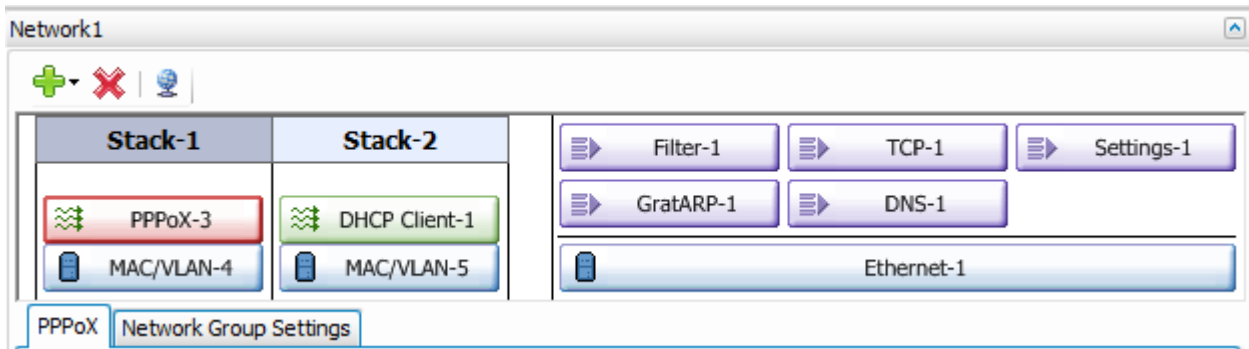 Network1
Stack-1 Stack-2
Filter-1 TCP-1 Settings-1
GratARP-1 DNS-1
PPPoX-3 DHCP Client-1
MAC/VLAN-4 MAC/VLAN-5 Ethernet-1
PPPoX Network Group Settings